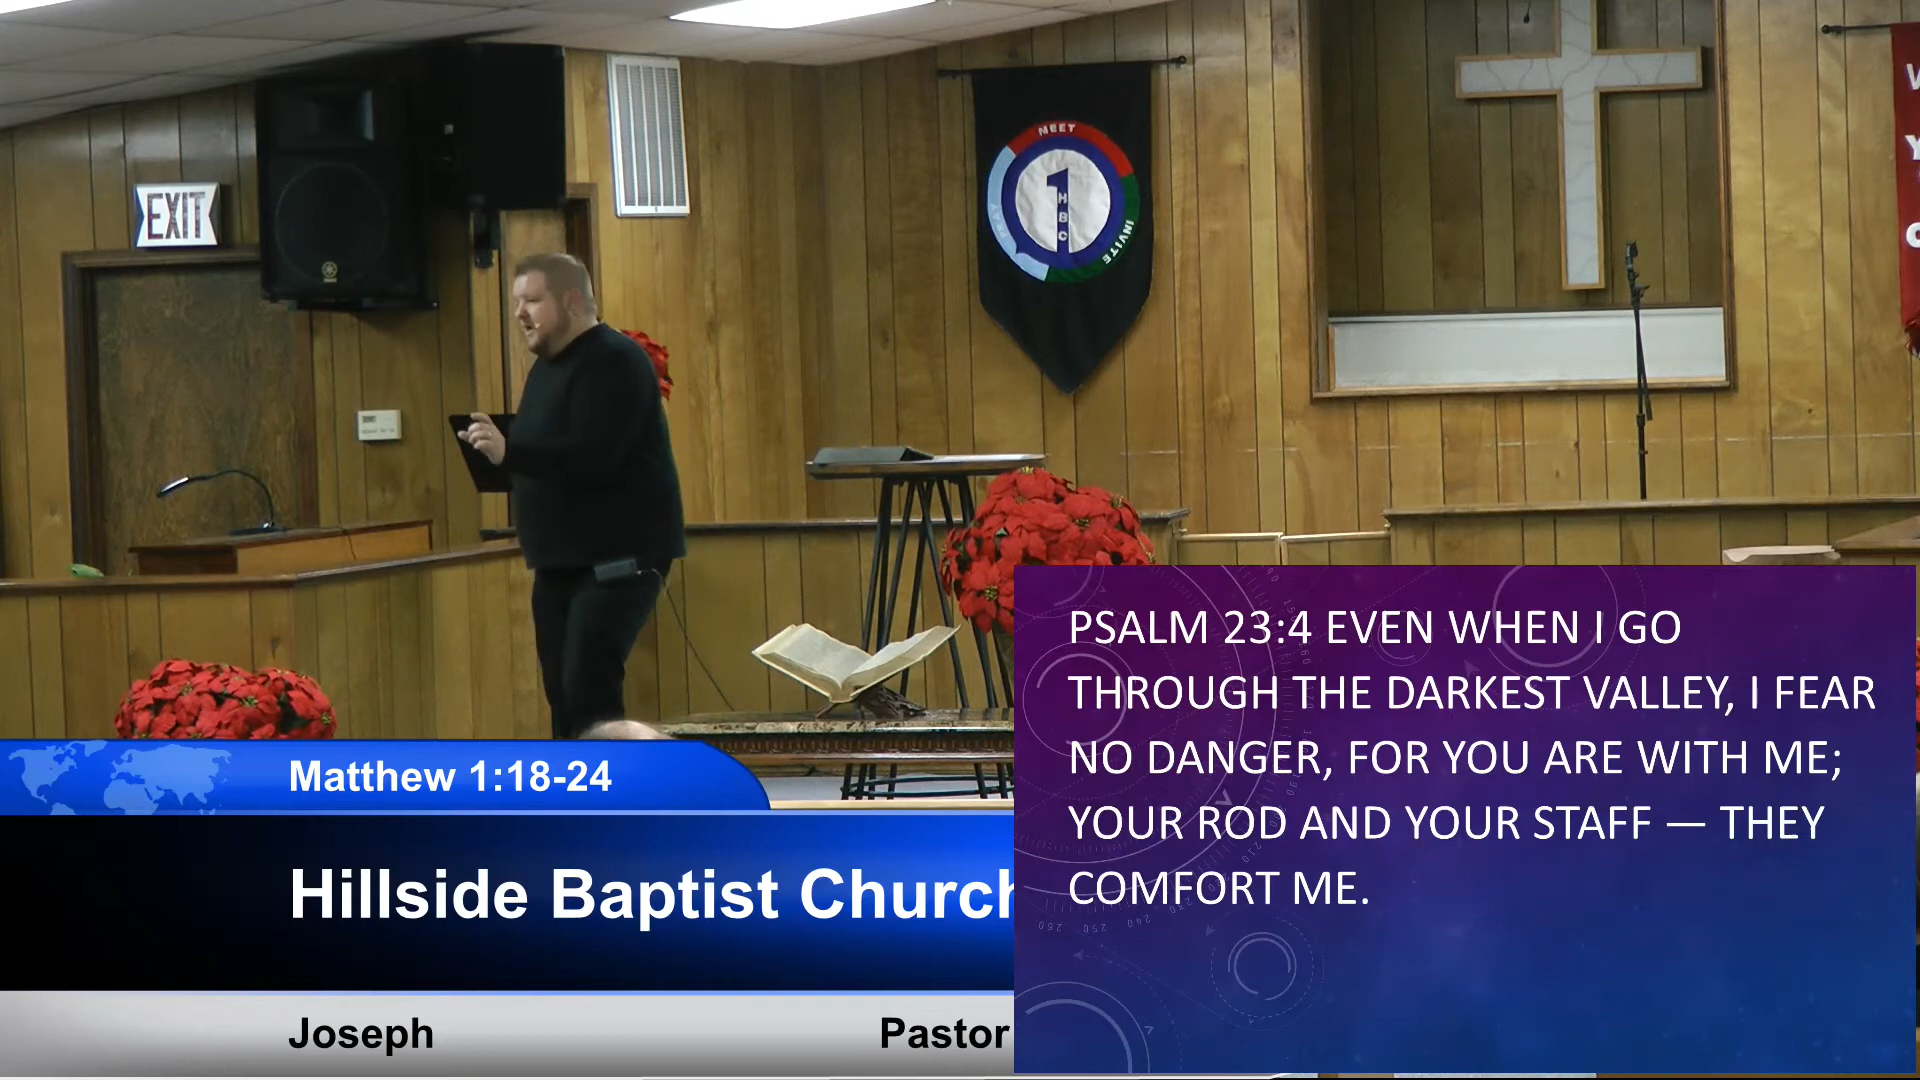 EXIT
MEET
INVITE
PRAY
1
HBC
PSALM 23:4 EVEN WHEN I GO
THROUGH THE DARKEST VALLEY, I FEAR
NO DANGER, FOR YOU ARE WITH ME;
YOUR ROD AND YOUR STAFF — THEY
COMFORT ME.
Matthew 1:18-24
Hillside Baptist Church
Joseph
Pastor